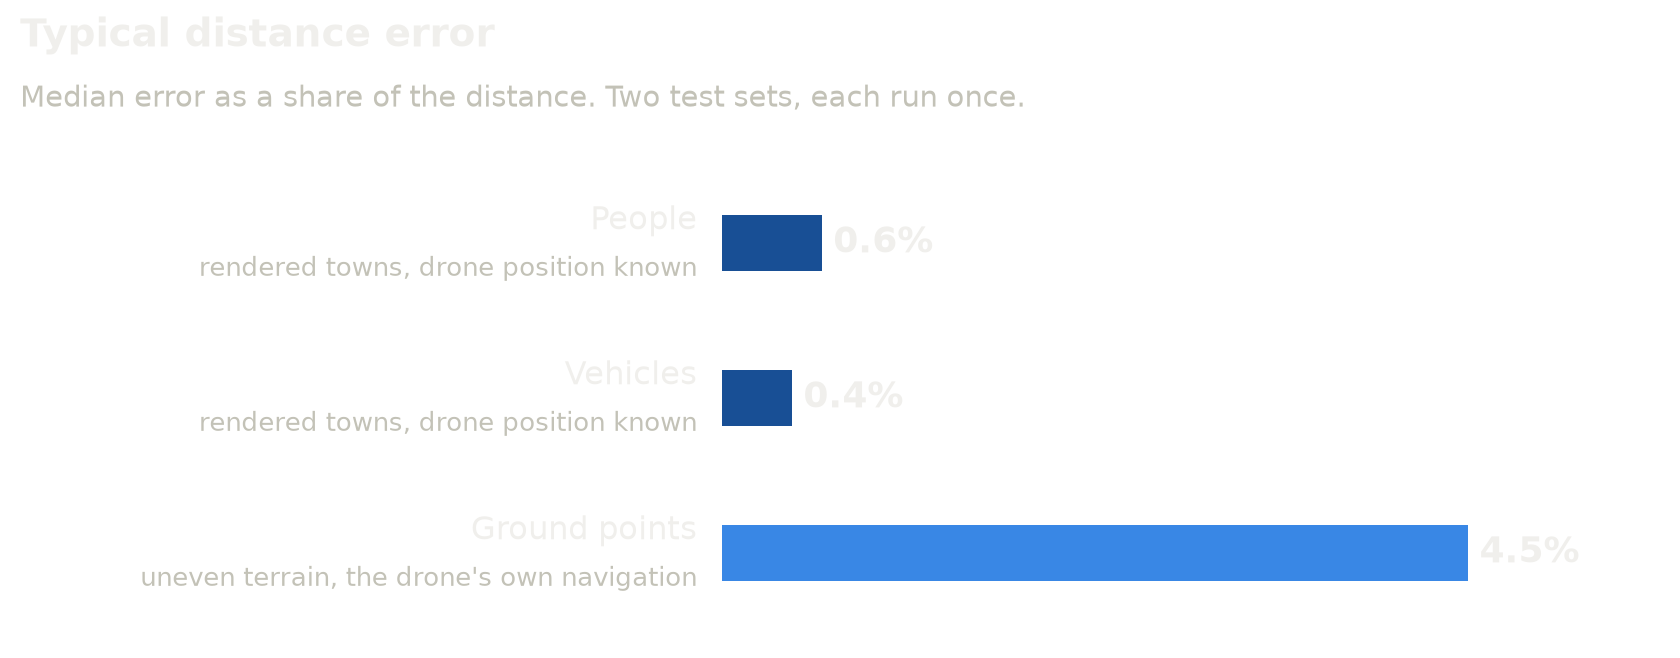 Typical distance error
Median error as a share of the distance. Two test sets, each run once.
People
0.6%
rendered towns, drone position known
Vehicles
0.4%
rendered towns, drone position known
Ground points
4.5%
uneven terrain, the drone's own navigation